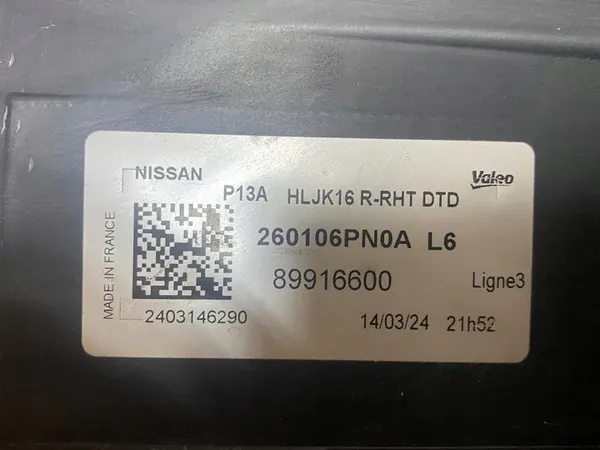 NISSAN
Valeo
P13A HLJK16 R-RHT DTD
260106PN0A L6
89916600
Ligne3
MADE IN FRANCE
2403146290
14/03/24 21h52